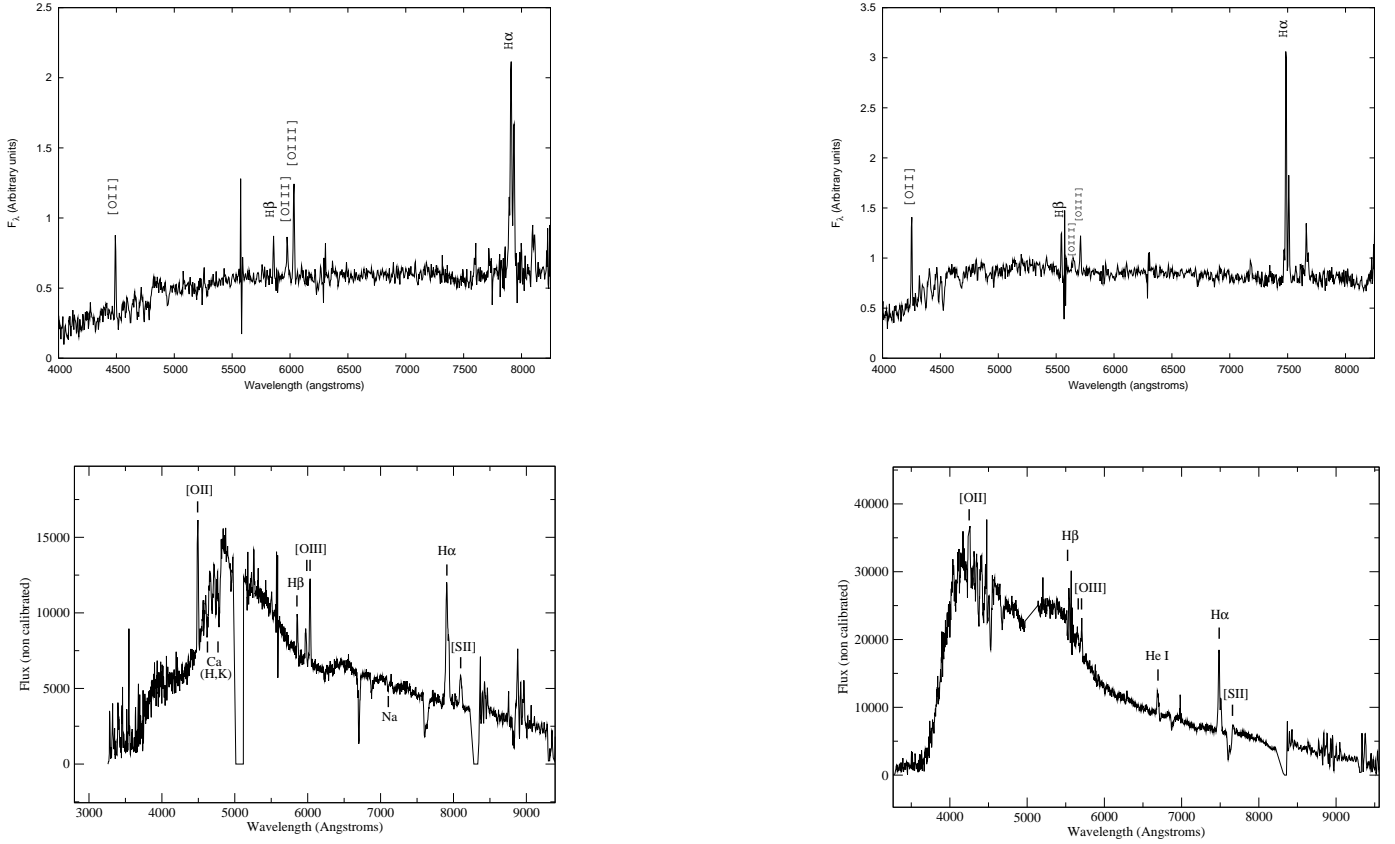 2.5
2
1.5
1
0.5
0
4000 4500 5000 5500 6000 6500 7000 7500 8000
Fλ (Arbitrary units)
Wavelength (angstroms)
[OII]
Hβ
[OIII]
[OIII]
Hα
3.5
3
2.5
2
1.5
1
0.5
0
4000 4500 5000 5500 6000 6500 7000 7500 8000
Fλ (Arbitrary units)
Wavelength (angstroms)
[OII]
Hβ
[OIII]
[OIII]
Hα
15000
10000
5000
0
3000 4000 5000 6000 7000 8000 9000
Flux (non calibrated)
Wavelength (Angstroms)
[OII]
Ca
(H,K)
Hβ
[OIII]
Na
Hα
[SII]
40000
30000
20000
10000
0
4000 5000 6000 7000 8000 9000
Flux (non calibrated)
Wavelength (Angstroms)
[OII]
Hβ
[OIII]
He I
Hα
[SII]